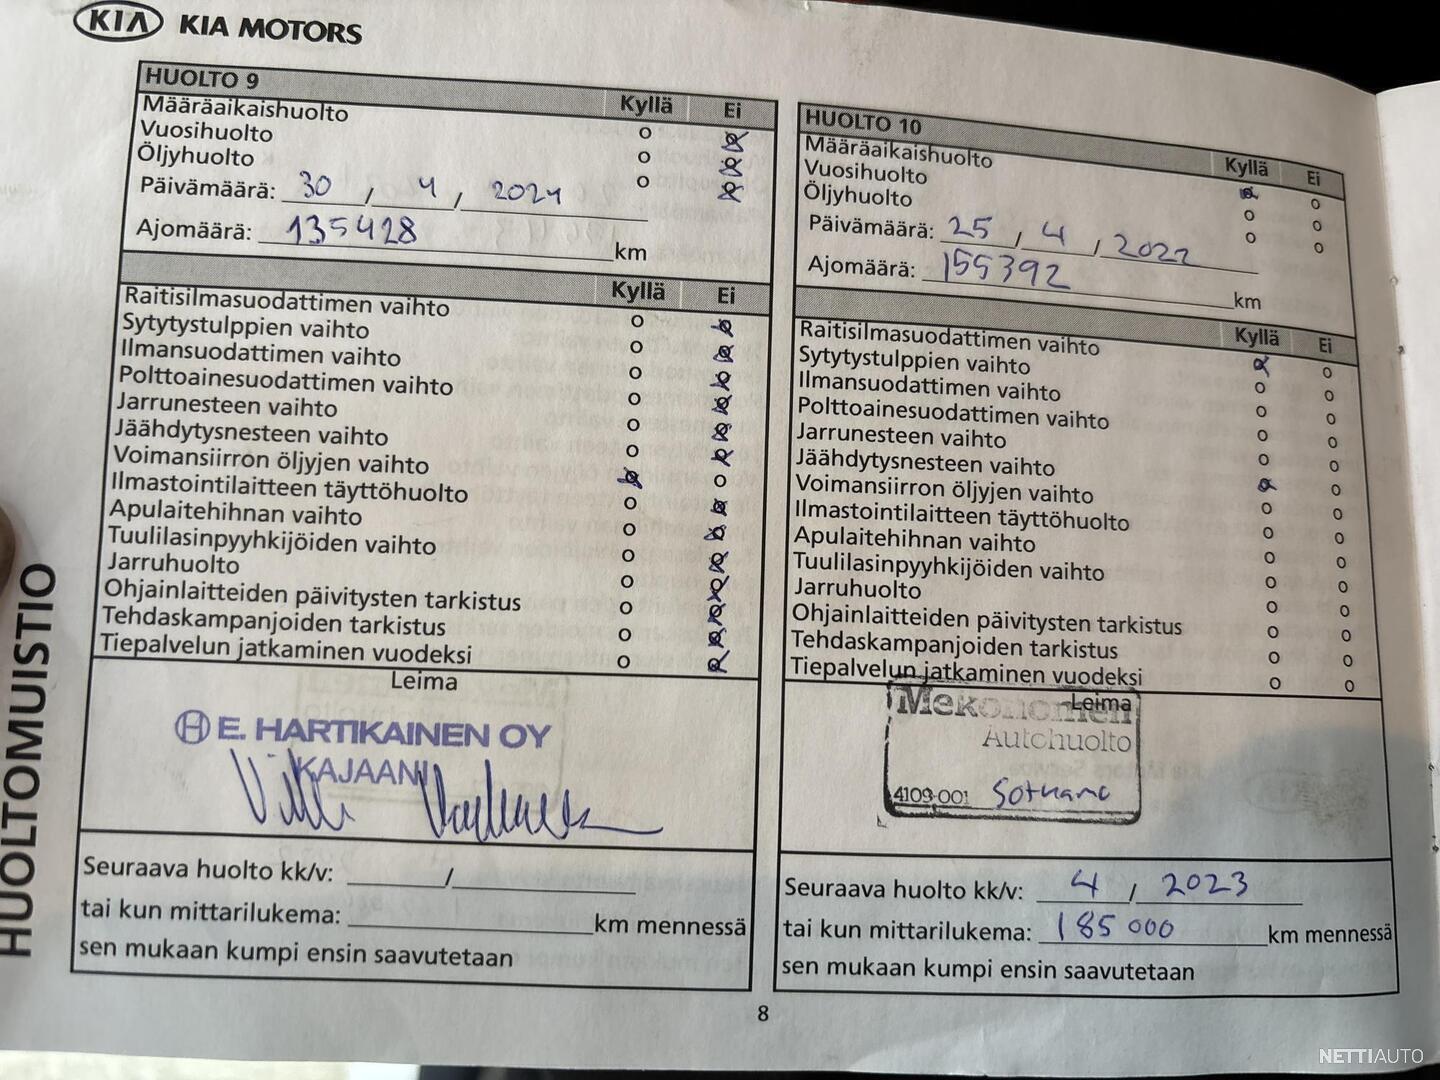 KIA KIA MOTORS
HUOLTOMUISTIO
HUOLTO 9
Kyllä Ei
Määräaikaishuolto
Vuosihuolto
Öljyhuolto
Päivämäärä: 30 / 4 / 2021
Ajomäärä: 135428 km
Kyllä Ei
Raitisilmasuodattimen vaihto
Sytytystulppien vaihto
Ilmansuodattimen vaihto
Polttoainesuodattimen vaihto
Jarrunesteen vaihto
Jäähdytysnesteen vaihto
Voimansiirron öljyjen vaihto
Ilmastointilaitteen täyttöhuolto
Apulaitehihnan vaihto
Tuulilasinpyyhkijöiden vaihto
Jarruhuolto
Ohjainlaitteiden päivitysten tarkistus
Tehdaskampanjoiden tarkistus
Tiepalvelun jatkaminen vuodeksi
Leima
E. HARTIKAINEN OY
KAJAANI
Seuraava huolto kk/v: /
tai kun mittarilukema: km mennessä
sen mukaan kumpi ensin saavutetaan
HUOLTO 10
Kyllä Ei
Määräaikaishuolto
Vuosihuolto
Öljyhuolto
Päivämäärä: 25 / 4 / 2022
Ajomäärä: 155392 km
Kyllä Ei
Raitisilmasuodattimen vaihto
Sytytystulppien vaihto
Ilmansuodattimen vaihto
Polttoainesuodattimen vaihto
Jarrunesteen vaihto
Jäähdytysnesteen vaihto
Voimansiirron öljyjen vaihto
Ilmastointilaitteen täyttöhuolto
Apulaitehihnan vaihto
Tuulilasinpyyhkijöiden vaihto
Jarruhuolto
Ohjainlaitteiden päivitysten tarkistus
Tehdaskampanjoiden tarkistus
Tiepalvelun jatkaminen vuodeksi
Leima
Mekonomen
Autohuolto
4109-001 Sotkamo
Seuraava huolto kk/v: 4 / 2023
tai kun mittarilukema: 185 000 km mennessä
sen mukaan kumpi ensin saavutetaan
8
NETTIAUTO